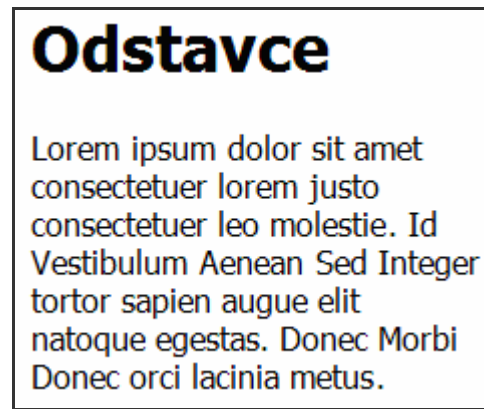 Odstavce
Lorem ipsum dolor sit amet
consectetuer lorem justo
consectetuer leo molestie. Id
Vestibulum Aenean Sed Integer
tortor sapien augue elit
natoque egestas. Donec Morbi
Donec orci lacinia metus.